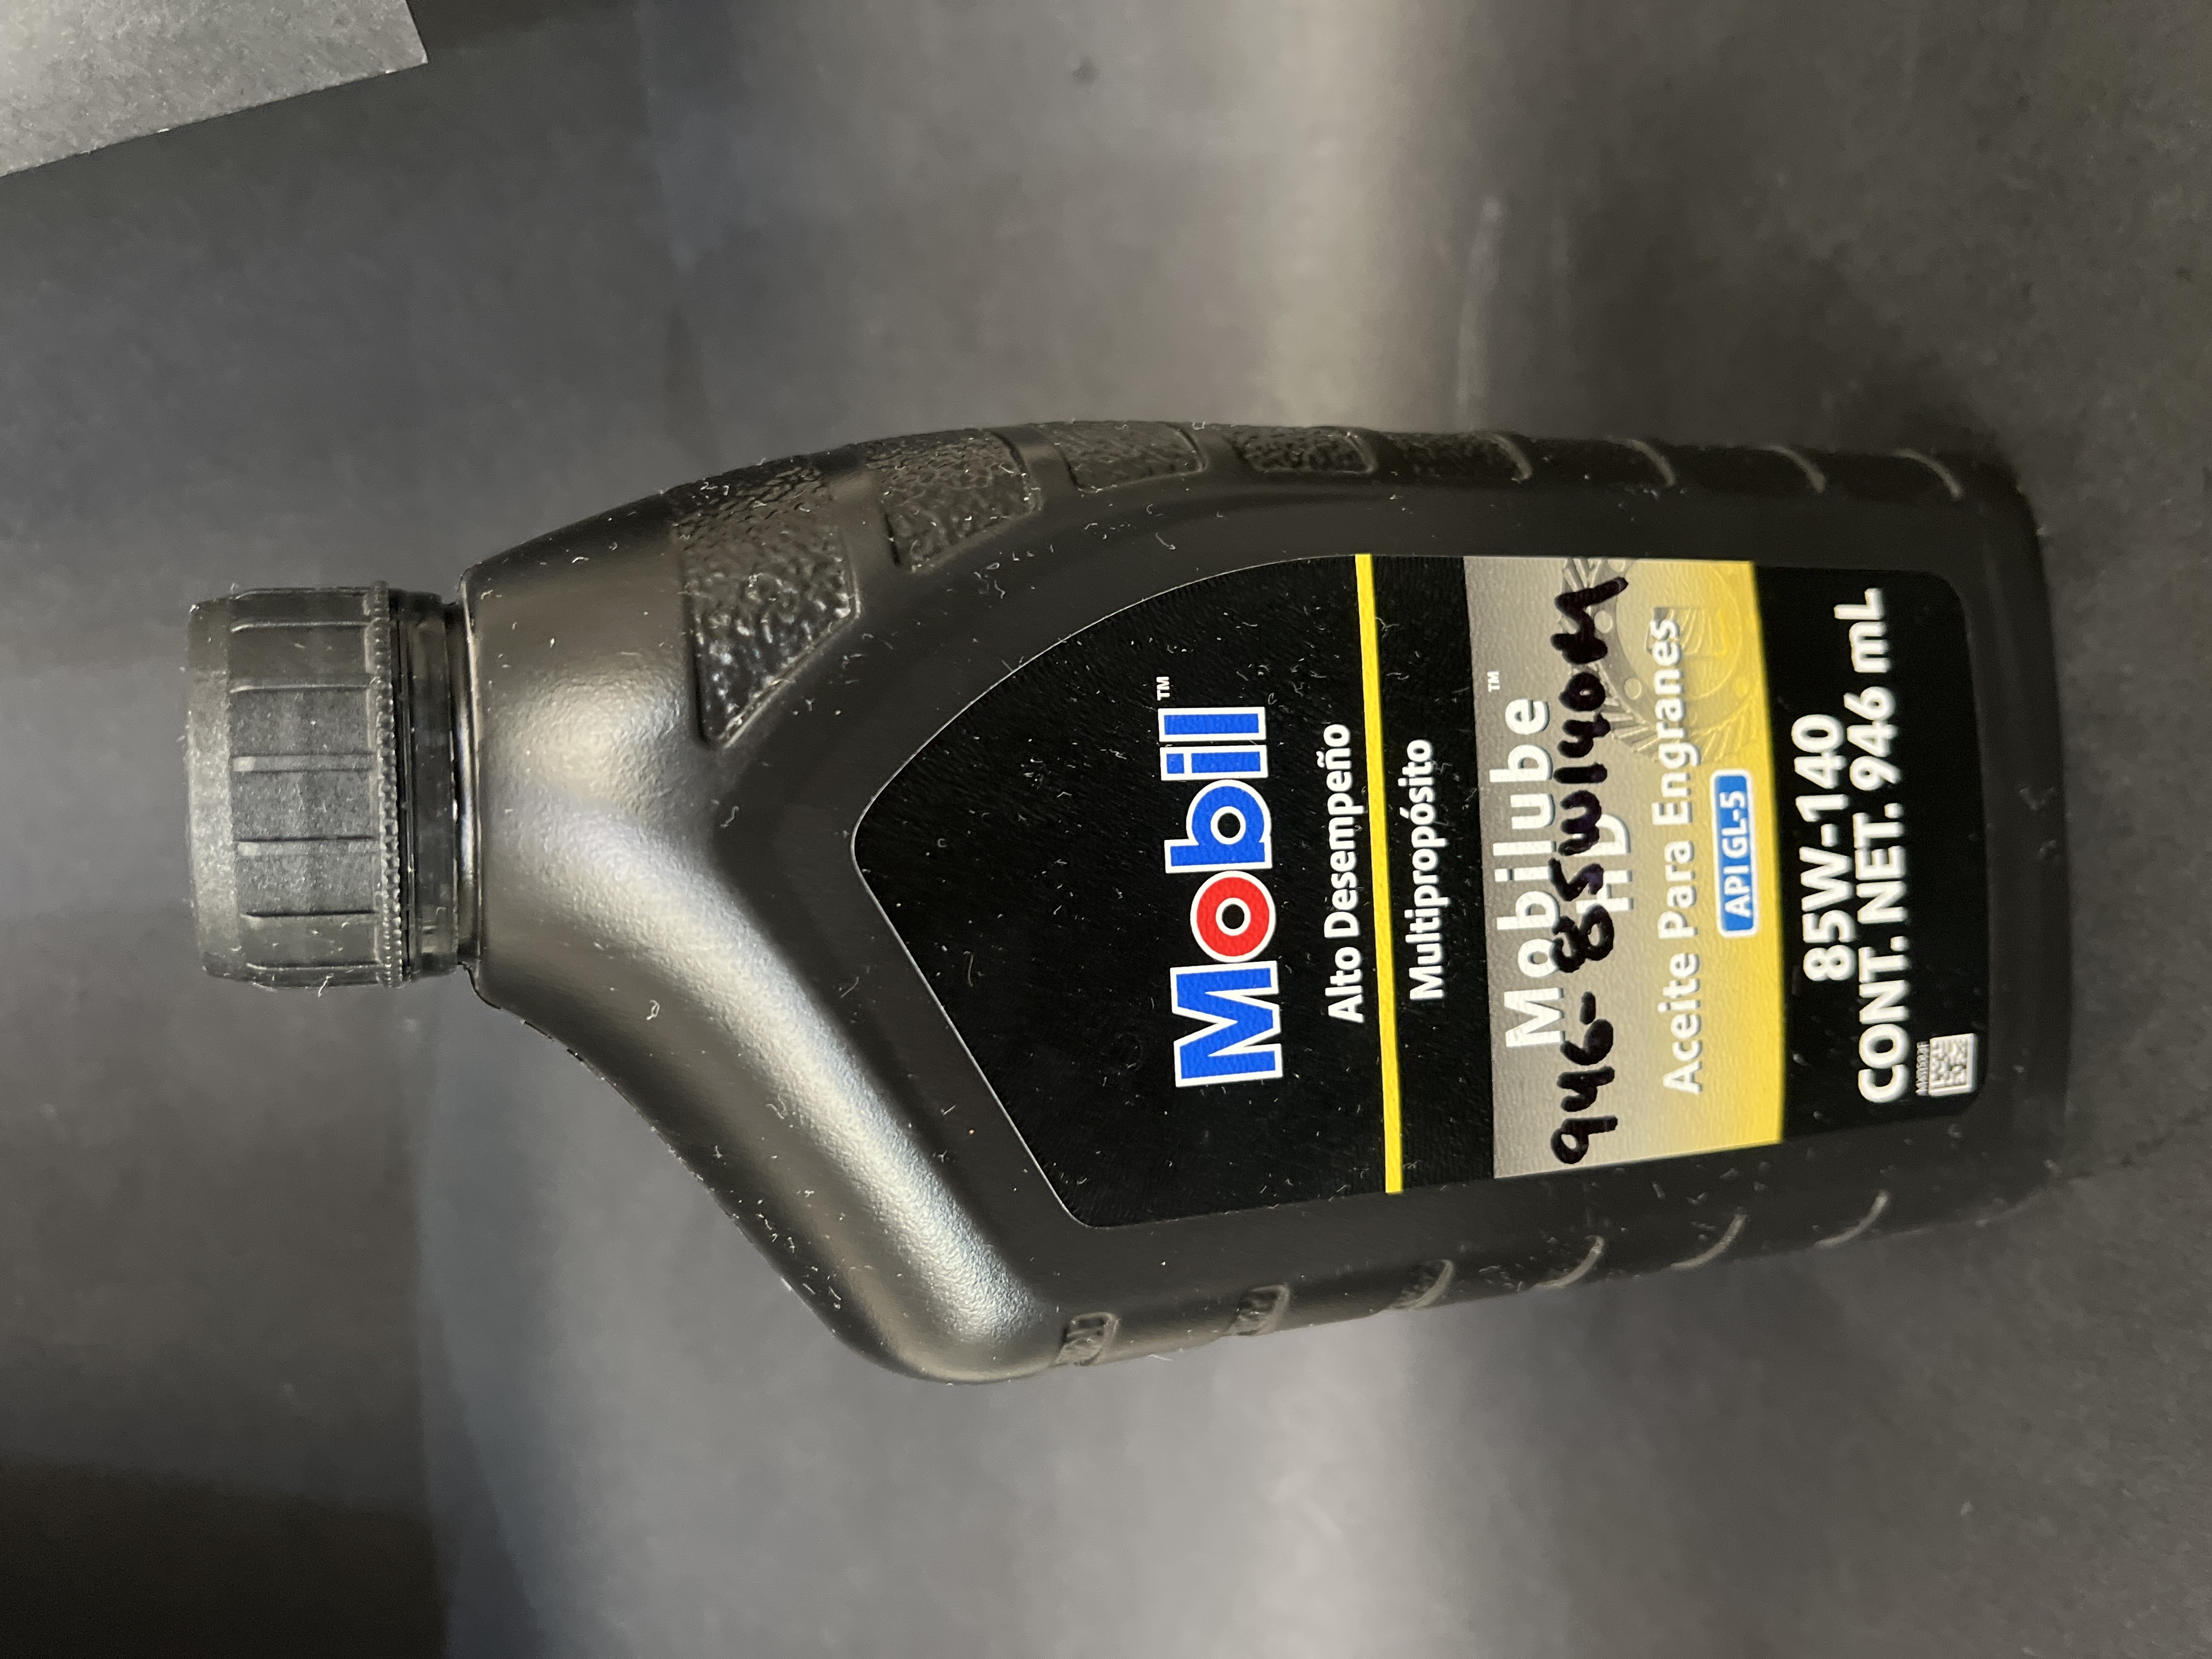 Mobil™
Alto Desempeño
Multipropósito
Mobilube™
946-85W140M
HD
Aceite Para Engranes
API GL-5
85W-140
CONT. NET. 946 mL